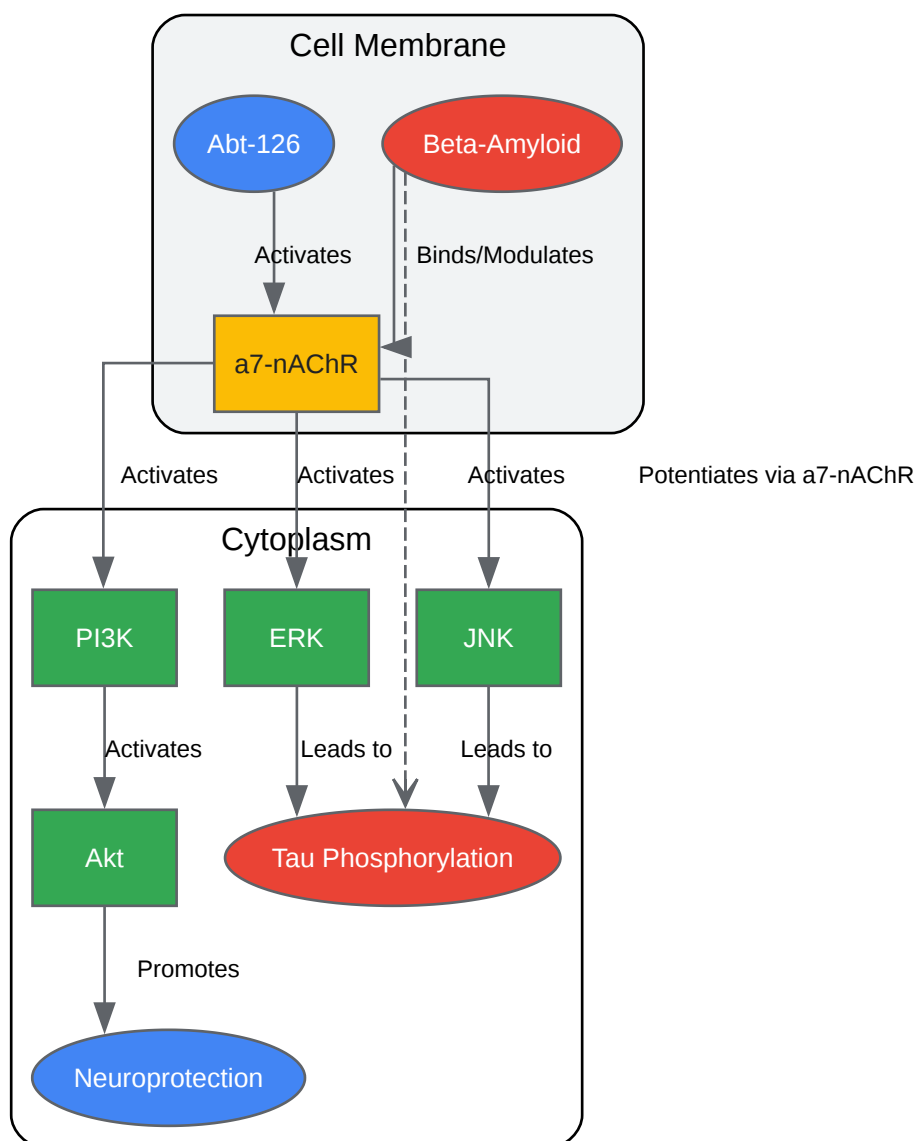 Cell Membrane
Abt-126
Beta-Amyloid
Activates
Binds/Modulates
a7-nAChR
Activates
Activates
Activates
Potentiates via a7-nAChR
Cytoplasm
PI3K
ERK
JNK
Activates
Leads to
Leads to
Akt
Tau Phosphorylation
Promotes
Neuroprotection